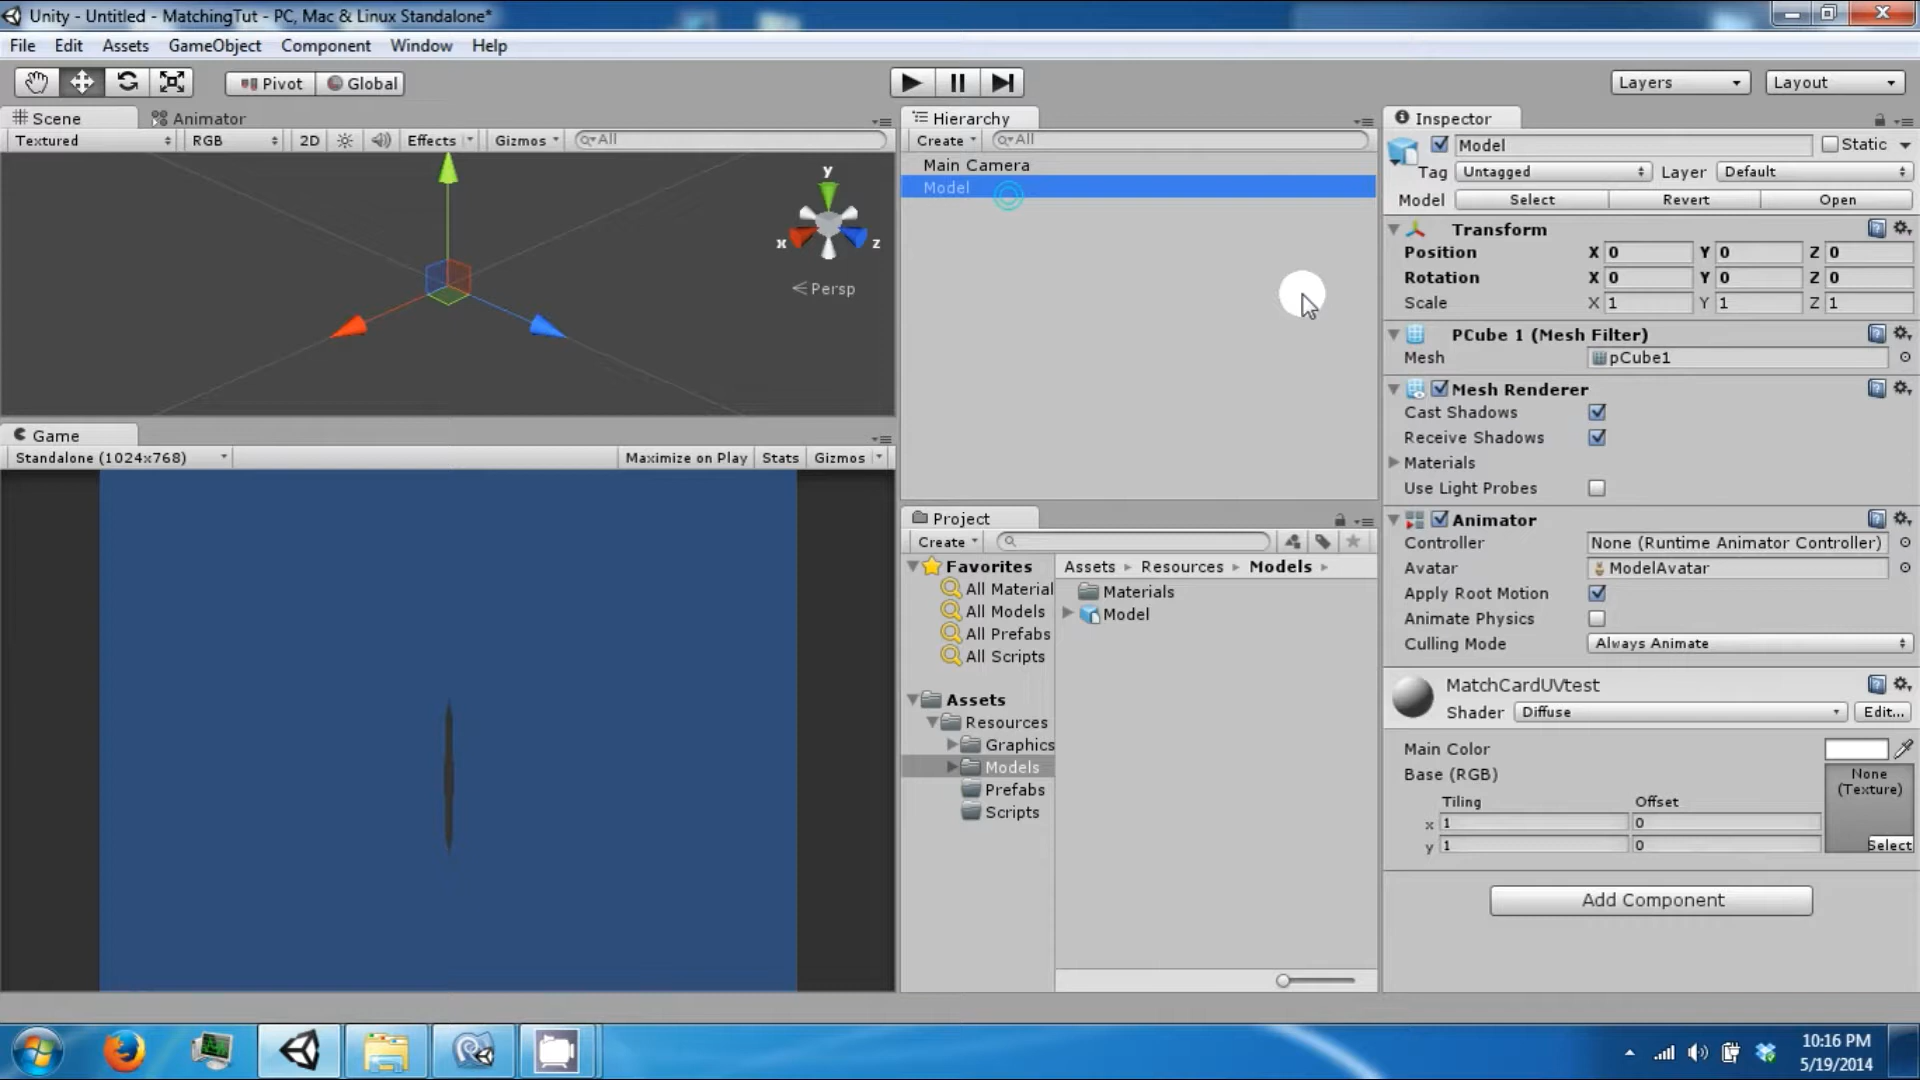 Unity - Untitled - MatchingTut - PC, Mac & Linux Standalone*
File Edit Assets GameObject Component Window Help
Pivot Global Layers Layout
Scene Animator
Textured RGB 2D Effects Gizmos All
y
x z
Persp
Game
Standalone (1024x768) Maximize on Play Stats Gizmos
Hierarchy
Create All
Main Camera
Model
Project
Create
Favorites
All Material
All Models
All Prefabs
All Scripts
Assets
Resources
Graphics
Models
Prefabs
Scripts
Assets Resources Models
Materials
Model
Inspector
Model Static
Tag Untagged Layer Default
Model Select Revert Open
Transform
Position X 0 Y 0 Z 0
Rotation X 0 Y 0 Z 0
Scale X 1 Y 1 Z 1
PCube 1 (Mesh Filter)
Mesh pCube1
Mesh Renderer
Cast Shadows
Receive Shadows
Materials
Use Light Probes
Animator
Controller None (Runtime Animator Controller)
Avatar ModelAvatar
Apply Root Motion
Animate Physics
Culling Mode Always Animate
MatchCardUVtest
Shader Diffuse Edit...
Main Color
Base (RGB) None
(Texture)
Tiling Offset
x 1 0
y 1 0
Select
Add Component
10:16 PM
5/19/2014